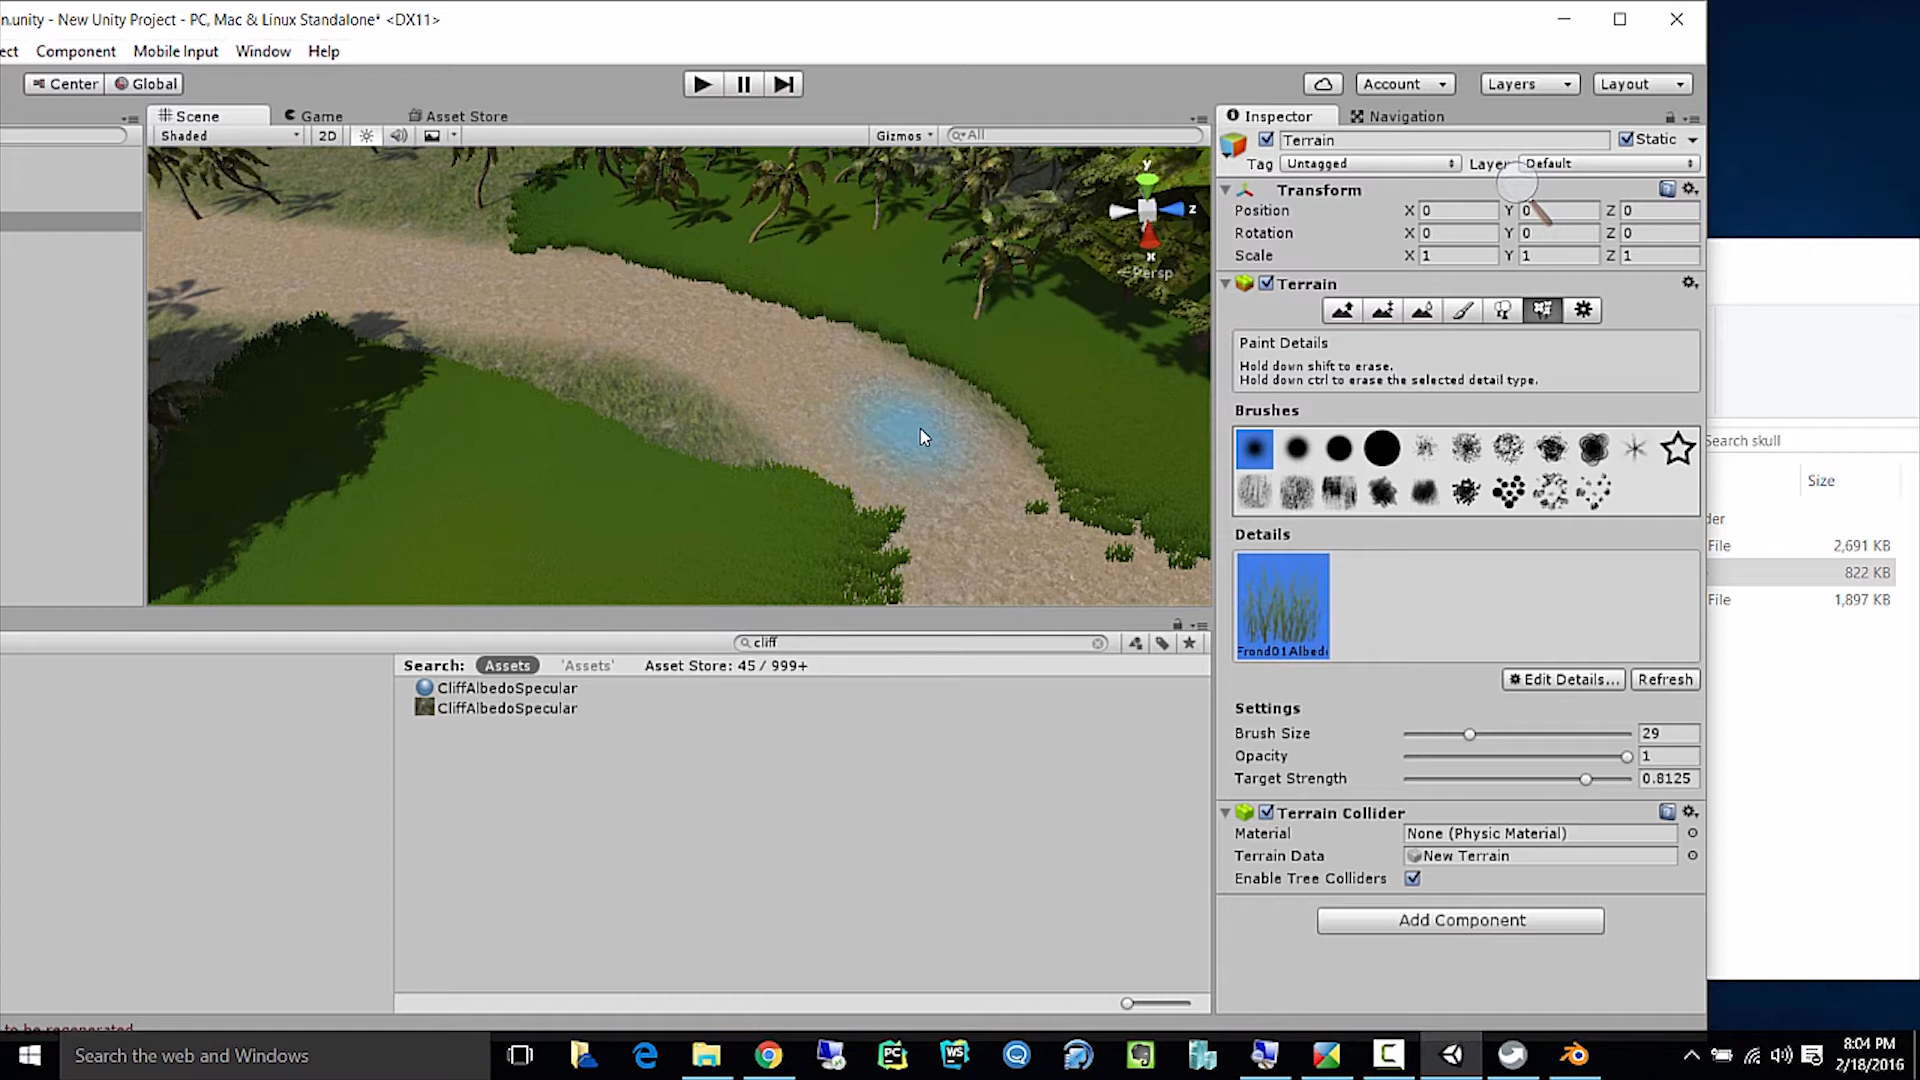 n.unity - New Unity Project - PC, Mac & Linux Standalone* <DX11>
ect Component Mobile Input Window Help
Center Global Account Layers Layout
Scene Game Asset Store Inspector Navigation
Shaded 2D Gizmos All
Terrain Static
Tag Untagged Layer Default
Transform
Position X 0 Y 0 Z 0
Rotation X 0 Y 0 Z 0
Scale X 1 Y 1 Z 1
y
z
x
Persp
Terrain
Paint Details
Hold down shift to erase.
Hold down ctrl to erase the selected detail type.
Brushes
Details
Frond01Albed
Edit Details... Refresh
Settings
Brush Size 29
Opacity 1
Target Strength 0.8125
Terrain Collider
Material None (Physic Material)
Terrain Data New Terrain
Enable Tree Colliders
Add Component
cliff
Search: Assets 'Assets' Asset Store: 45 / 999+
CliffAlbedoSpecular
CliffAlbedoSpecular
Search skull
Size
der
File 2,691 KB
822 KB
File 1,897 KB
to be regenerated
Search the web and Windows
PC WS C
8:04 PM
2/18/2016